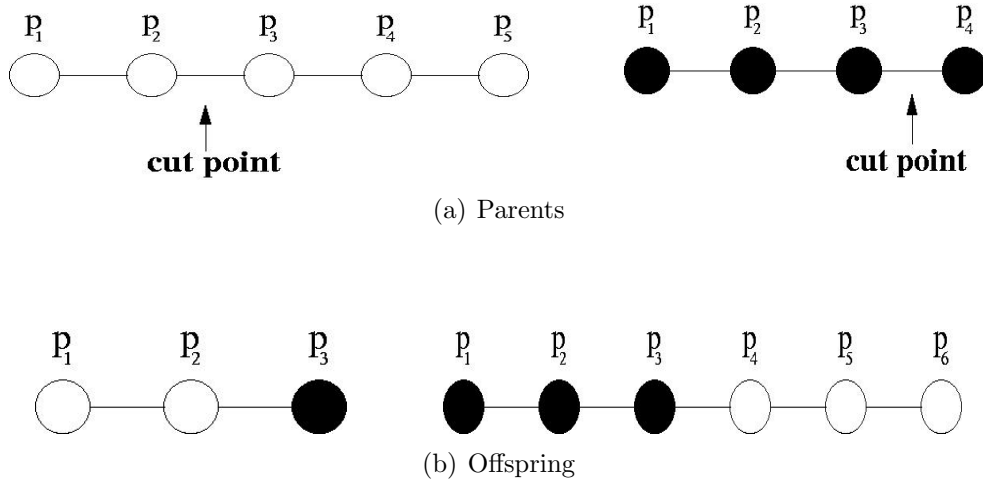 p1 p2 p3 p4 p5
p1 p2 p3 p4
cut point
cut point
(a) Parents
p1 p2 p3
p1 p2 p3 p4 p5 p6
(b) Offspring